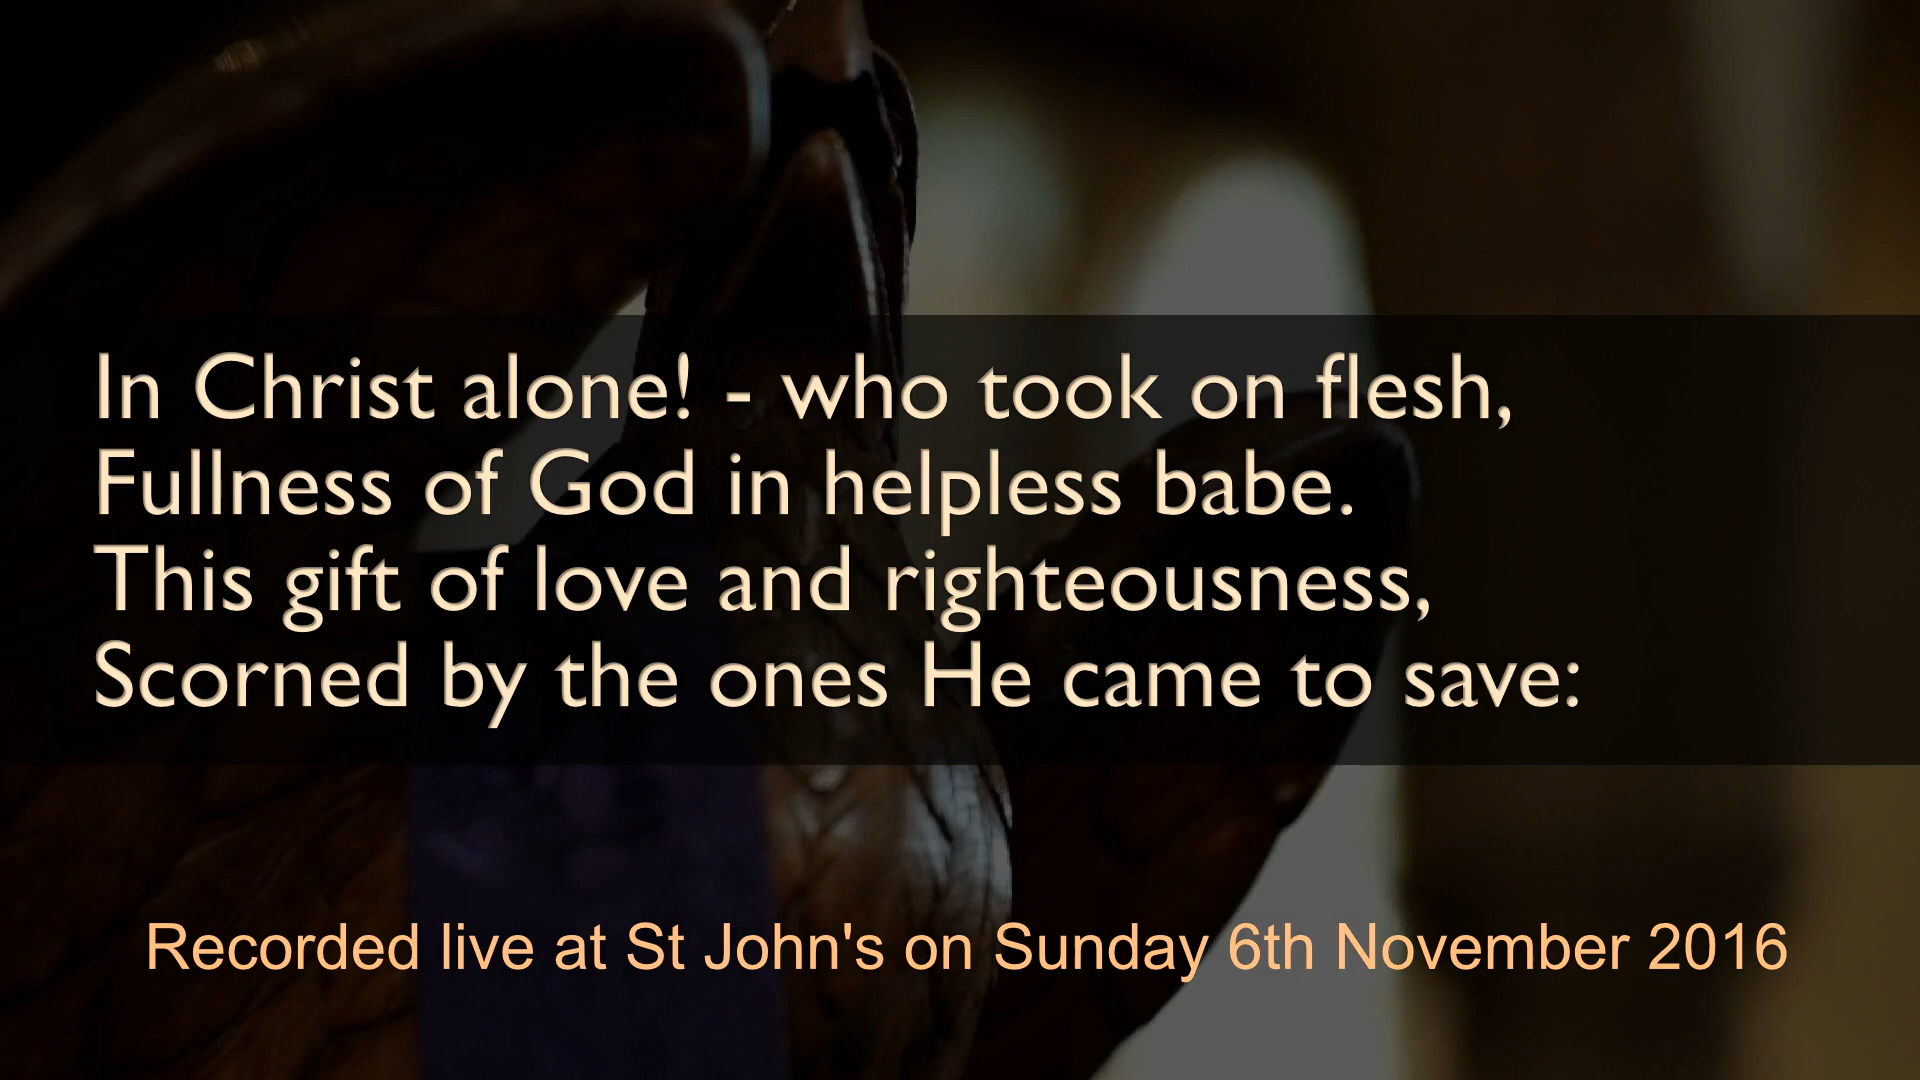 In Christ alone! - who took on flesh,
Fullness of God in helpless babe.
This gift of love and righteousness,
Scorned by the ones He came to save:
Recorded live at St John's on Sunday 6th November 2016